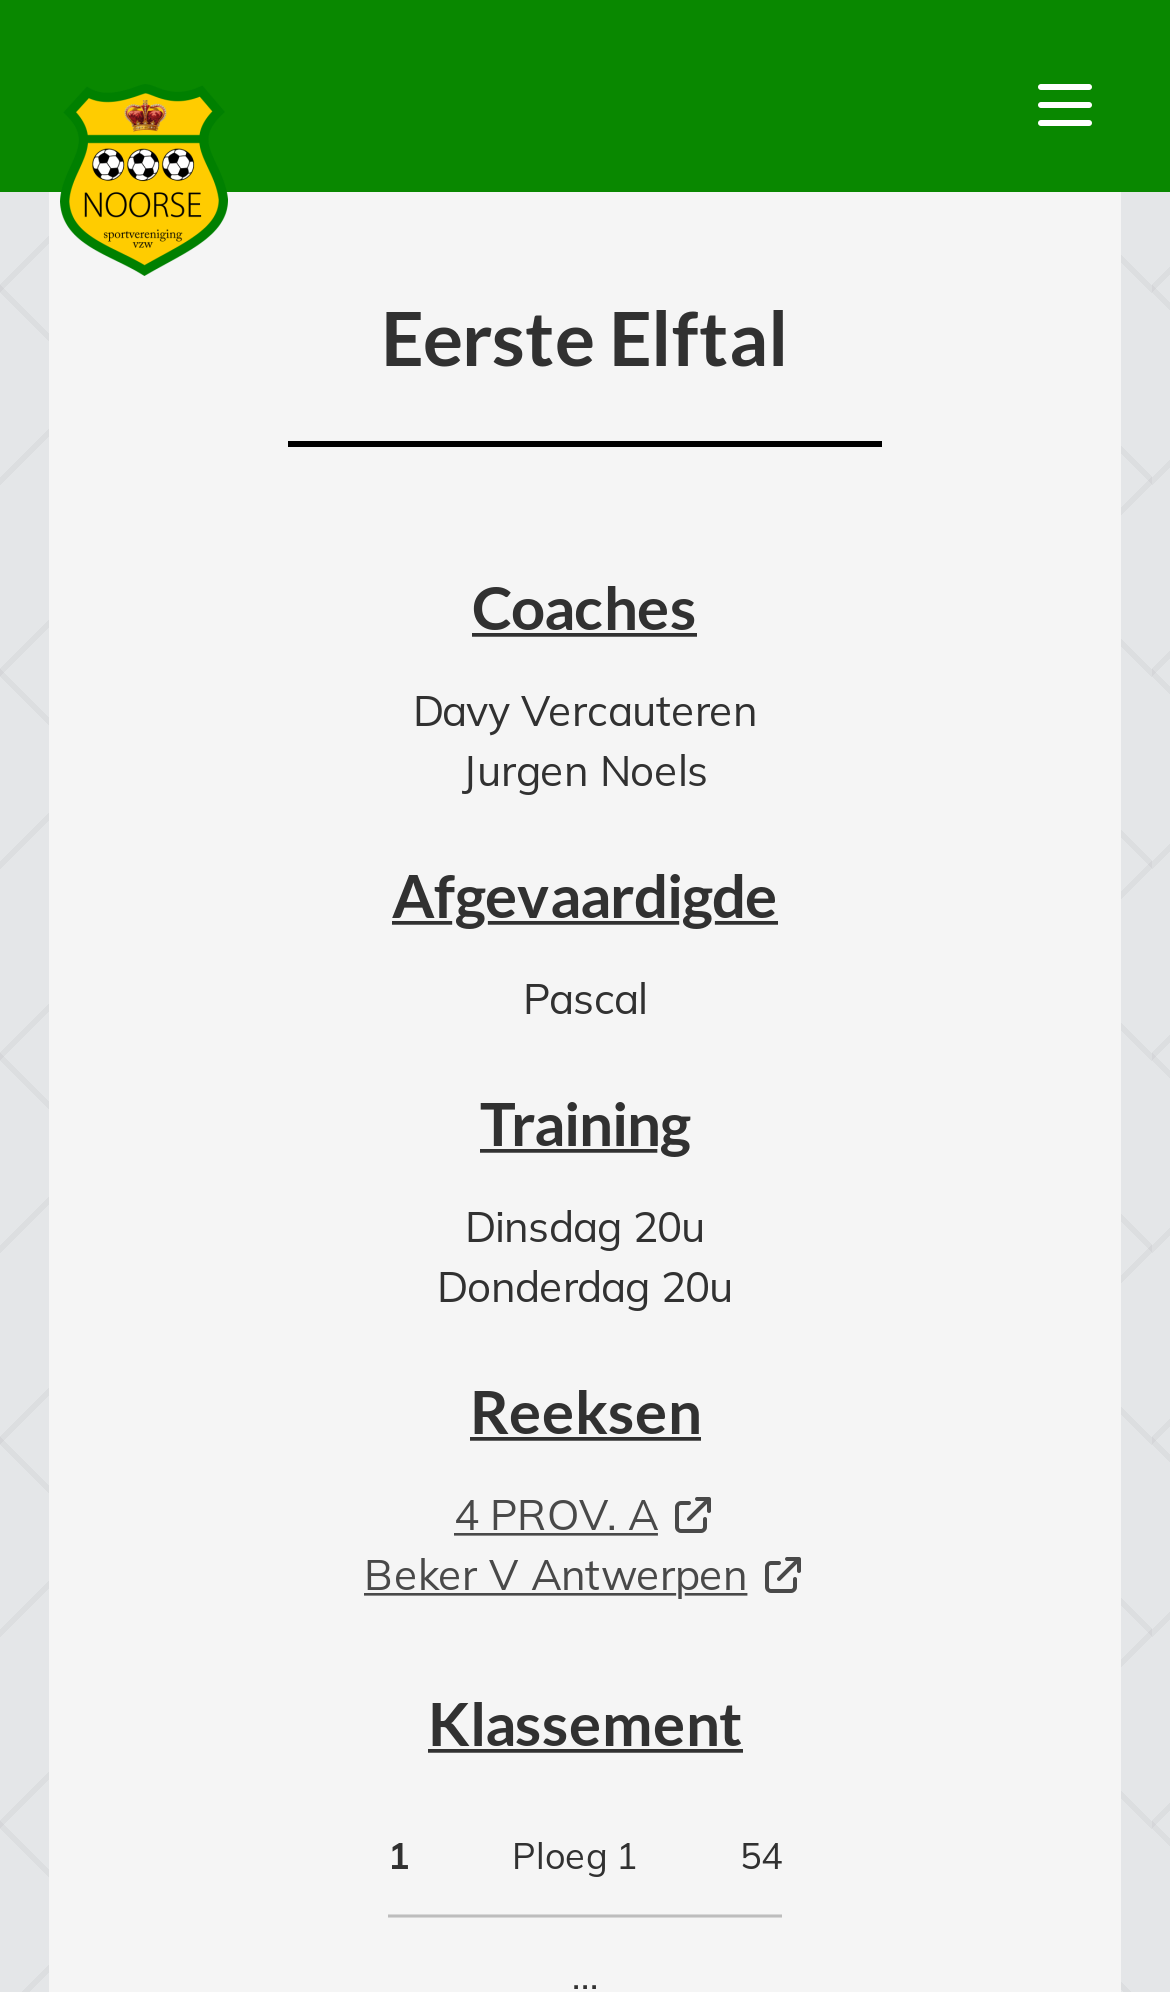 NOORSE
sportvereniging
vzw
Eerste Elftal
Coaches
Davy Vercauteren
Jurgen Noels
Afgevaardigde
Pascal
Training
Dinsdag 20u
Donderdag 20u
Reeksen
4 PROV. A
Beker V Antwerpen
Klassement
1 Ploeg 1 54
...